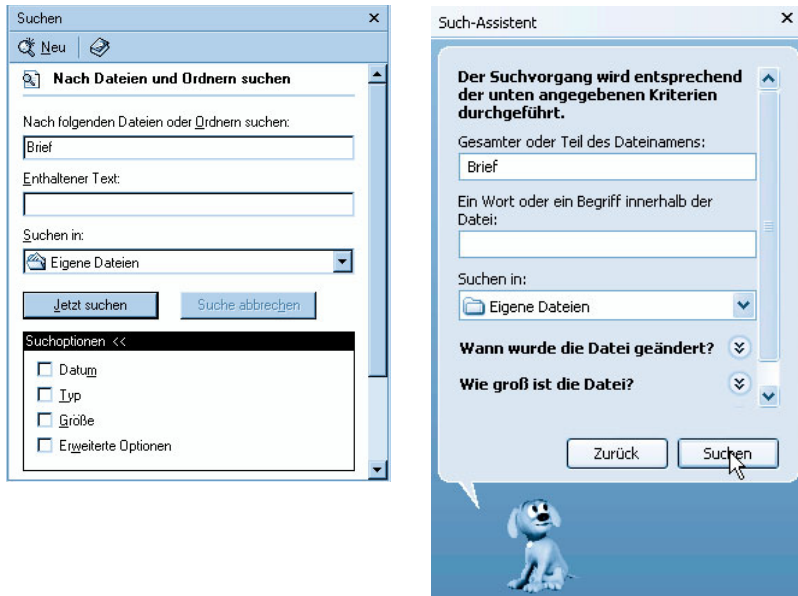 Suchen
Neu
Nach Dateien und Ordnern suchen
Nach folgenden Dateien oder Ordnern suchen:
Brief
Enthaltener Text:
Suchen in:
Eigene Dateien
Jetzt suchen Suche abbrechen
Suchoptionen <<
Datum
Typ
Größe
Erweiterte Optionen
Such-Assistent
Der Suchvorgang wird entsprechend
der unten angegebenen Kriterien
durchgeführt.
Gesamter oder Teil des Dateinamens:
Brief
Ein Wort oder ein Begriff innerhalb der
Datei:
Suchen in:
Eigene Dateien
Wann wurde die Datei geändert?
Wie groß ist die Datei?
Zurück Suchen